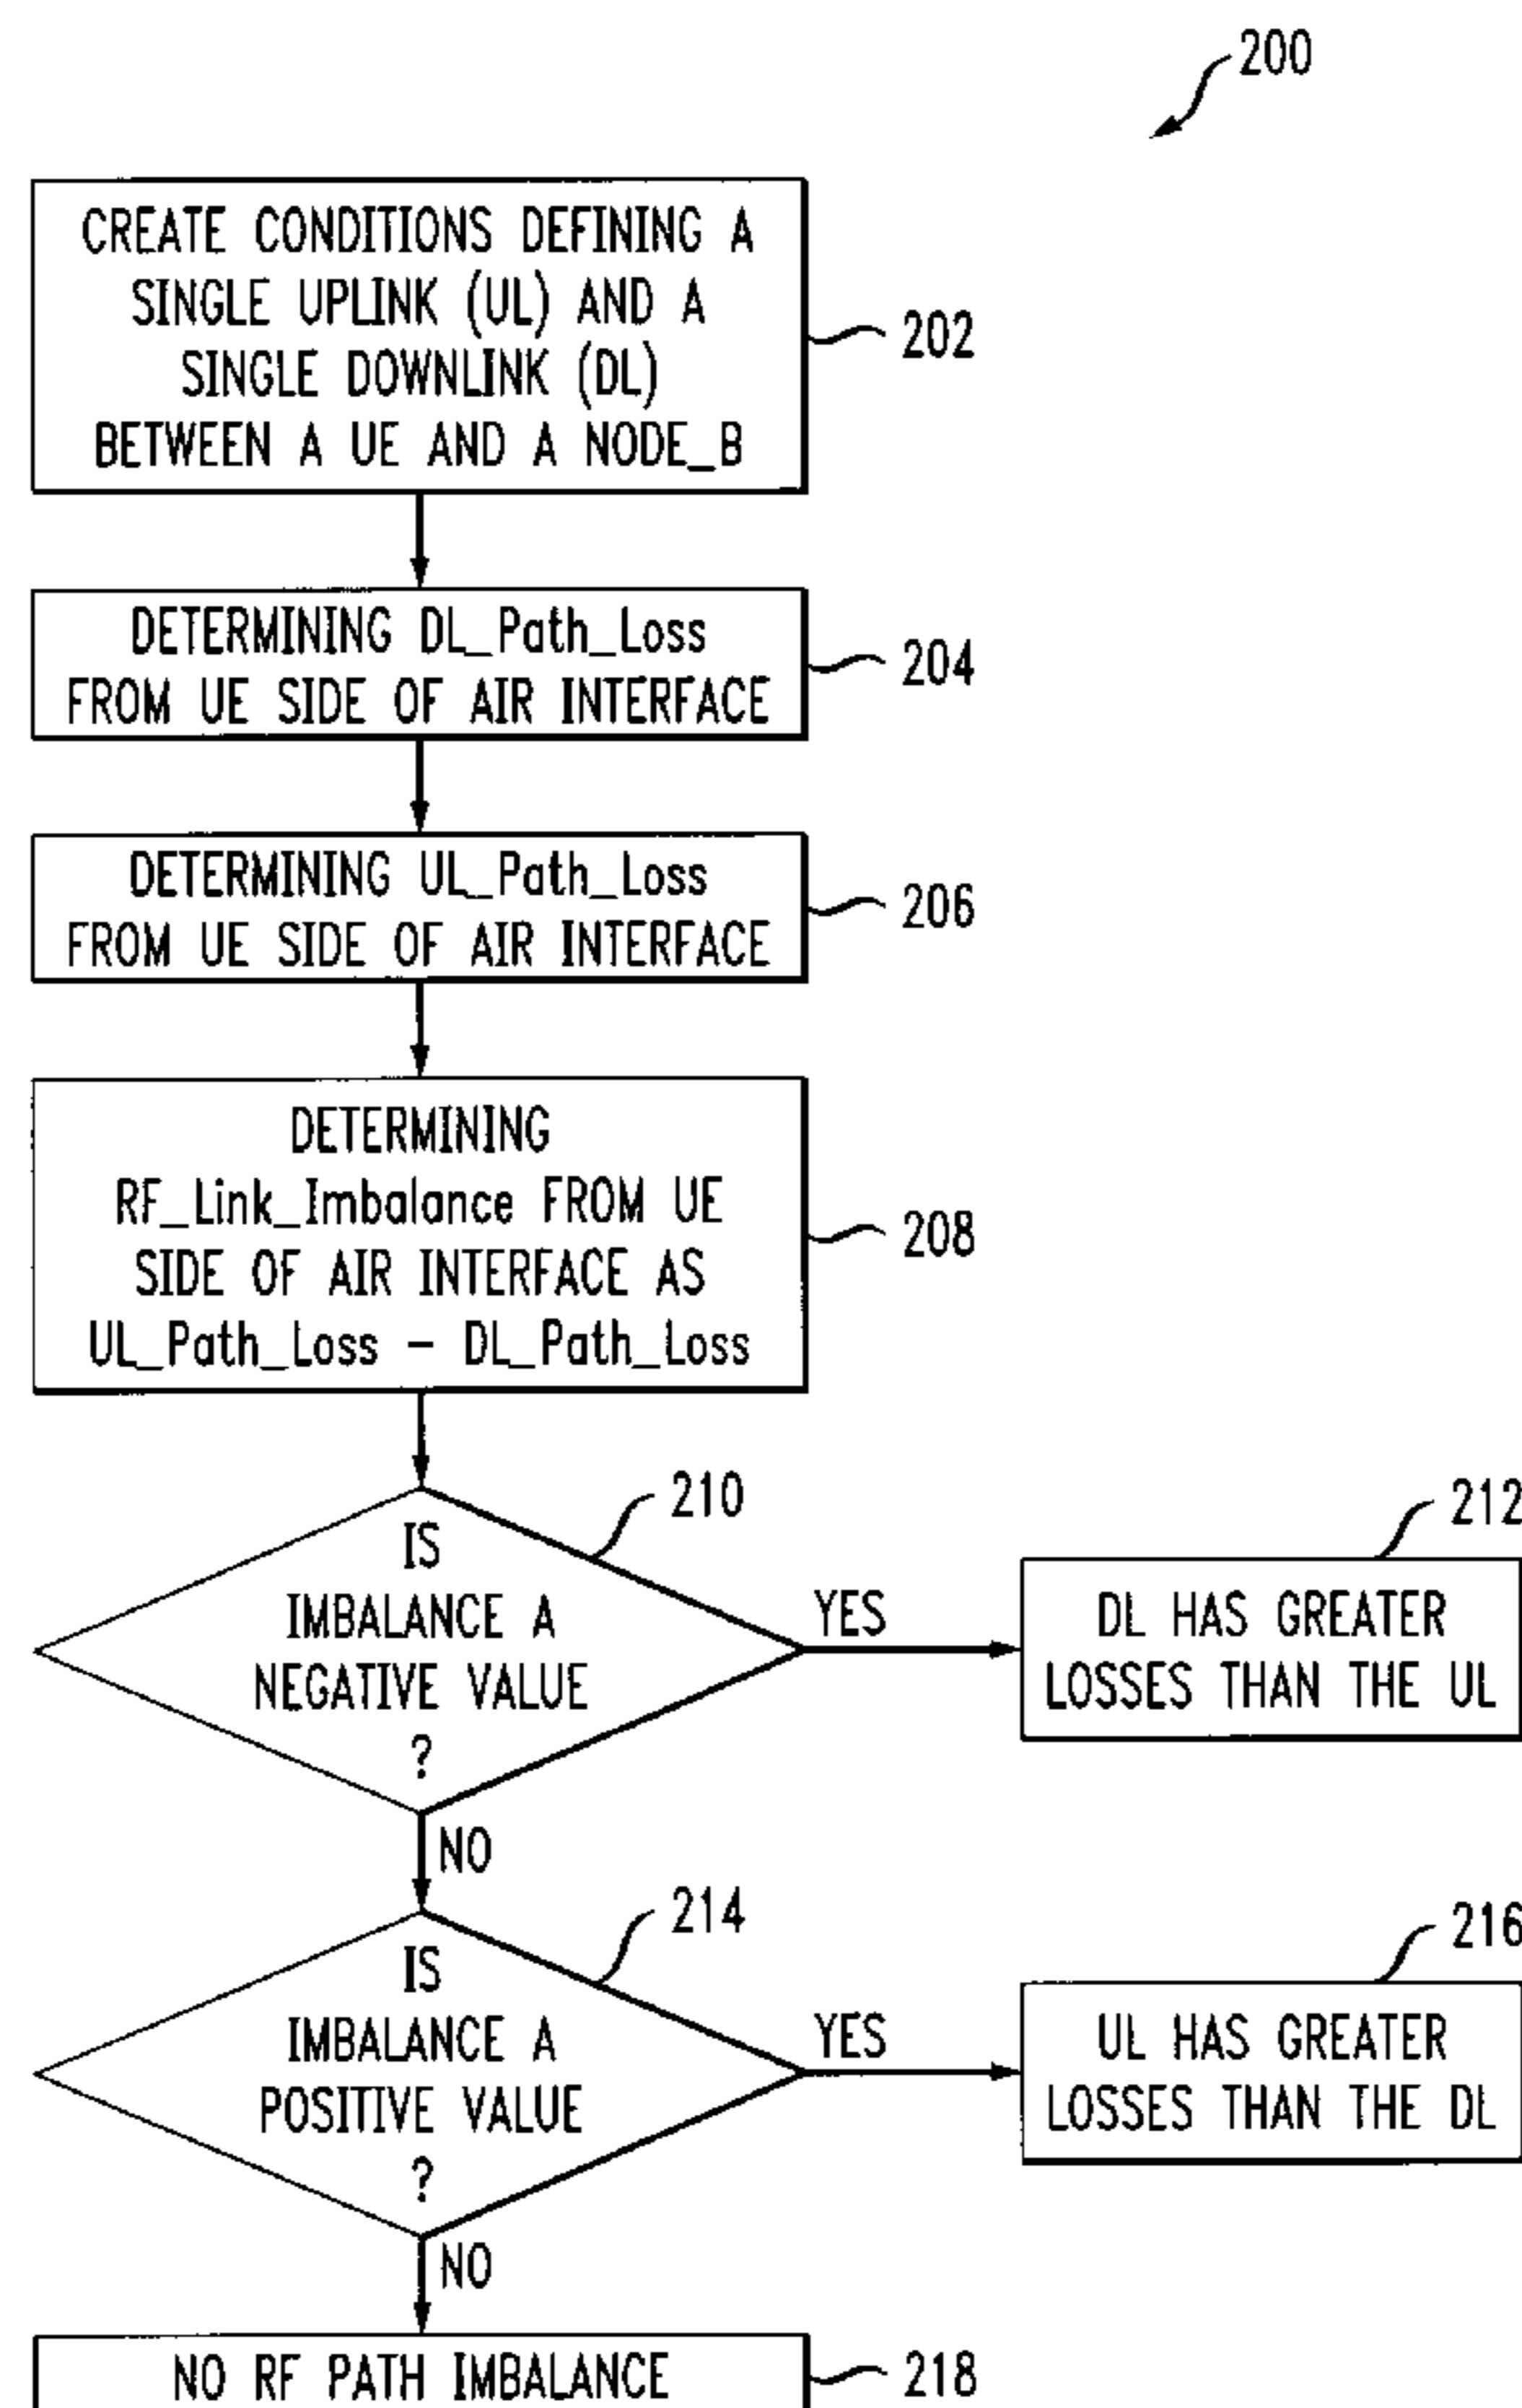 200
CREATE CONDITIONS DEFINING A
SINGLE UPLINK (UL) AND A
SINGLE DOWNLINK (DL)
BETWEEN A UE AND A NODE_B
202
DETERMINING DL_Path_Loss
FROM UE SIDE OF AIR INTERFACE
204
DETERMINING UL_Path_Loss
FROM UE SIDE OF AIR INTERFACE
206
DETERMINING
RF_Link_Imbalance FROM UE
SIDE OF AIR INTERFACE AS
UL_Path_Loss - DL_Path_Loss
208
IS
IMBALANCE A
NEGATIVE VALUE
?
210
YES
212
DL HAS GREATER
LOSSES THAN THE UL
NO
IS
IMBALANCE A
POSITIVE VALUE
?
214
YES
216
UL HAS GREATER
LOSSES THAN THE DL
NO
NO RF PATH IMBALANCE
218